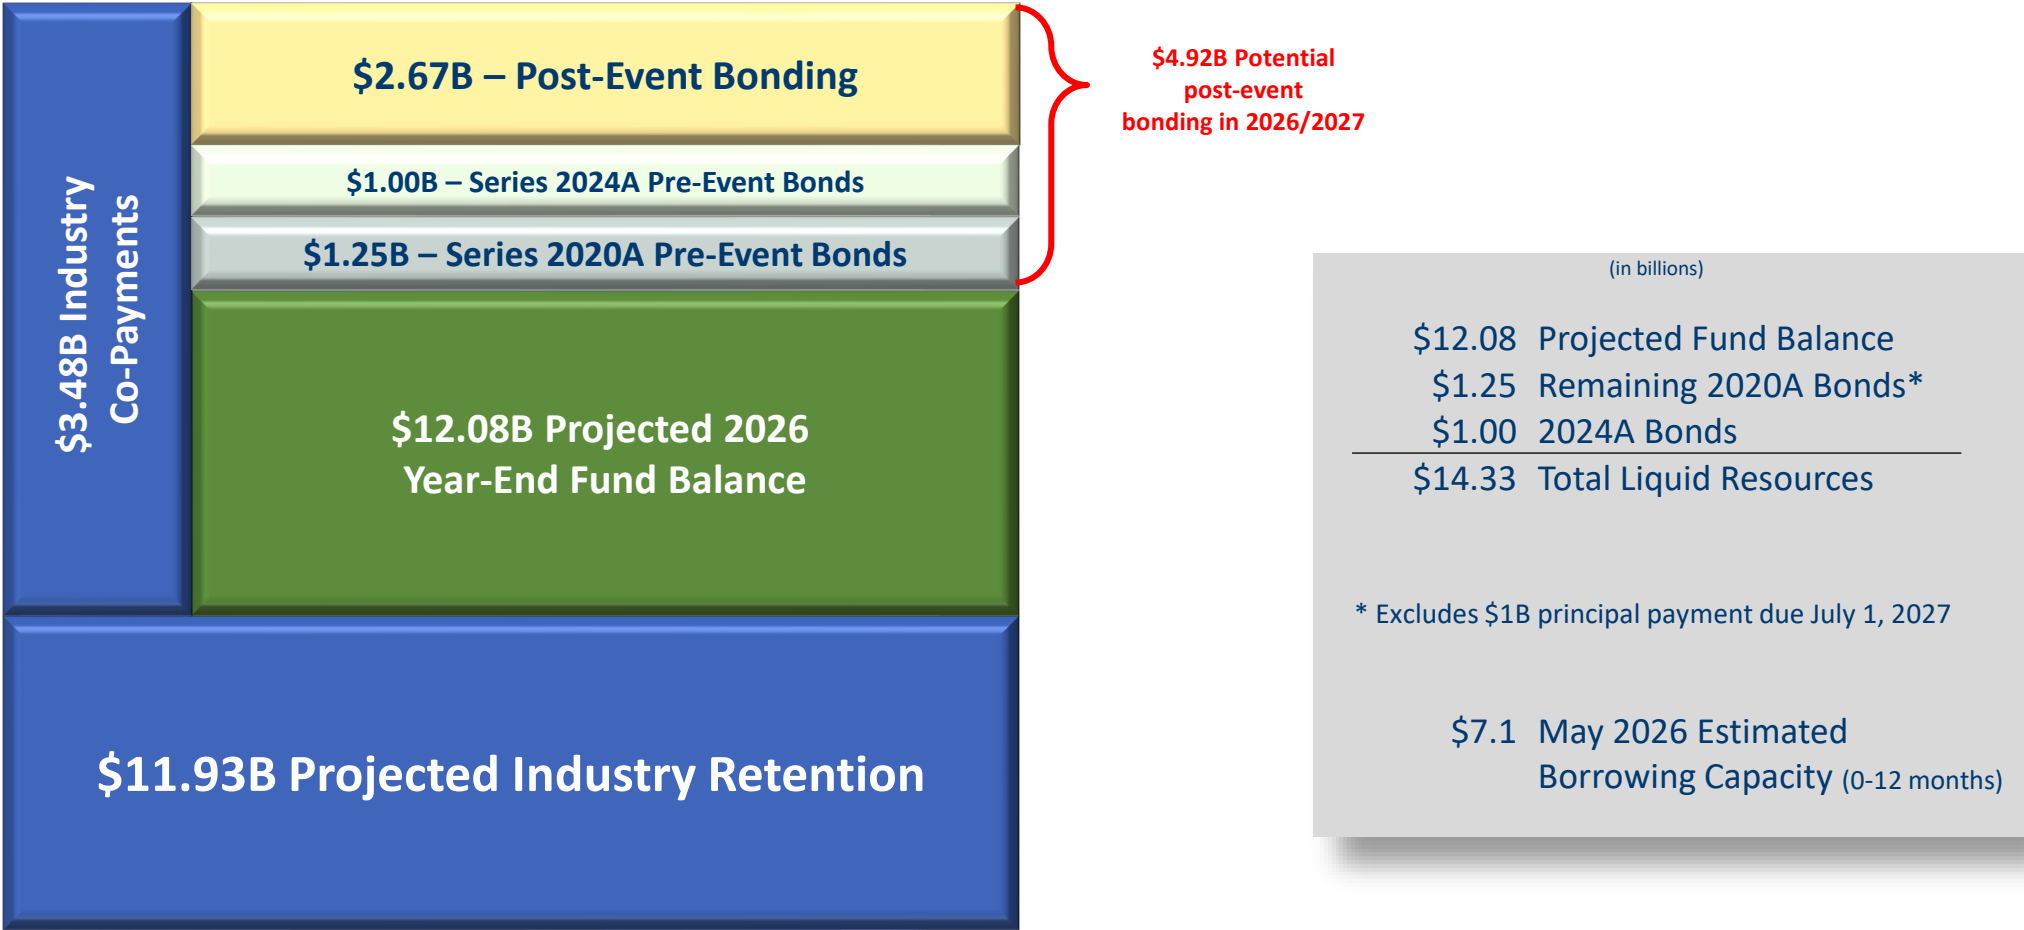 $3.48B Industry
Co-Payments
$2.67B – Post-Event Bonding
$1.00B – Series 2024A Pre-Event Bonds
$1.25B – Series 2020A Pre-Event Bonds
$12.08B Projected 2026
Year-End Fund Balance
$11.93B Projected Industry Retention
$4.92B Potential
post-event
bonding in 2026/2027
(in billions)
$12.08 Projected Fund Balance
$1.25 Remaining 2020A Bonds*
$1.00 2024A Bonds
$14.33 Total Liquid Resources
* Excludes $1B principal payment due July 1, 2027
$7.1 May 2026 Estimated
Borrowing Capacity (0-12 months)